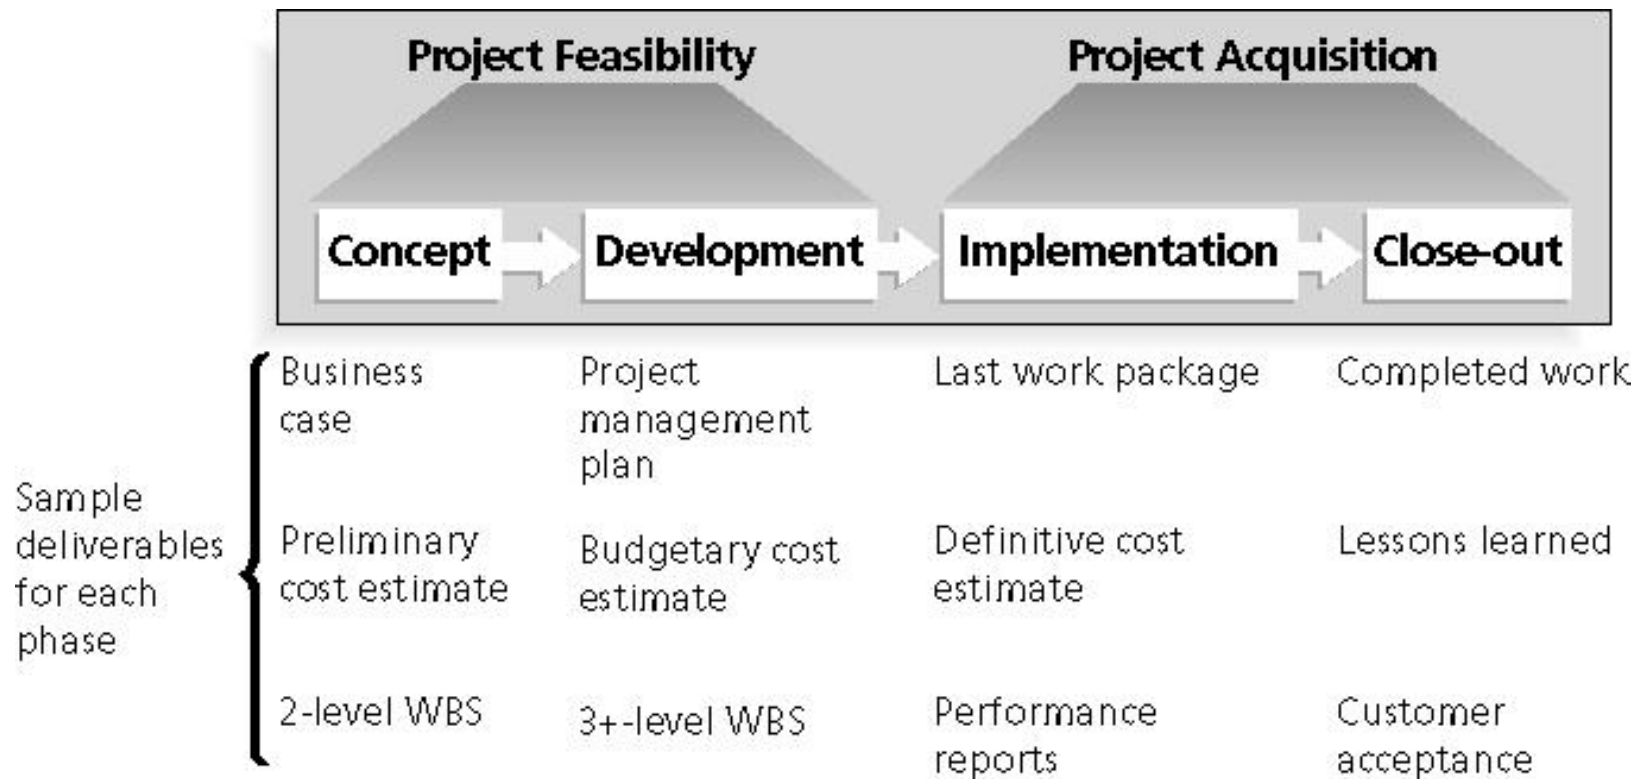 Project Feasibility
Project Acquisition
Concept
Development
Implementation
Close-out
Sample
deliverables
for each
phase
Business
case
Preliminary
cost estimate
2-level WBS
Project
management
plan
Budgetary cost
estimate
3+-level WBS
Last work package
Definitive cost
estimate
Performance
reports
Completed work
Lessons learned
Customer
acceptance